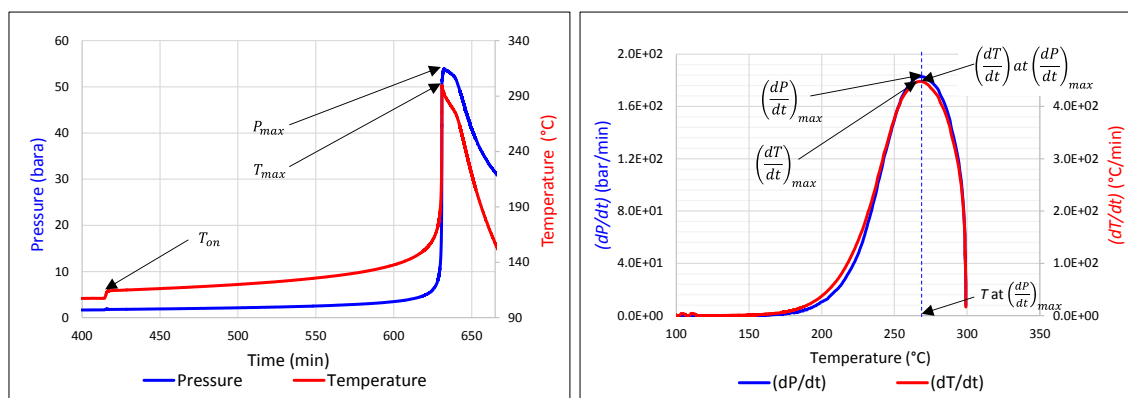 60
50
40
30
20
10
0
Pressure (bara)
340
290
240
190
140
90
Temperature (°C)
P_max
T_max
T_on
400 450 500 550 600 650
Time (min)
Pressure Temperature
2.0E+02
1.6E+02
1.2E+02
8.0E+01
4.0E+01
0.0E+00
(dP/dt) (bar/min)
4.0E+02
3.0E+02
2.0E+02
1.0E+02
0.0E+00
(dT/dt) (°C/min)
(dT/dt) at (dP/dt)_max
(dP/dt)_max
(dT/dt)_max
T at (dP/dt)_max
100 150 200 250 300 350
Temperature (°C)
(dP/dt) (dT/dt)